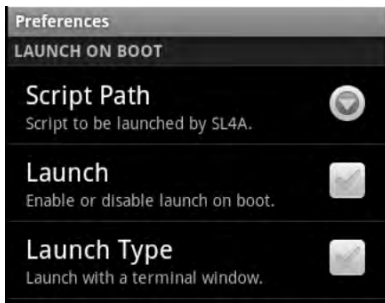 Preferences
LAUNCH ON BOOT
Script Path
Script to be launched by SL4A.
Launch
Enable or disable launch on boot.
Launch Type
Launch with a terminal window.